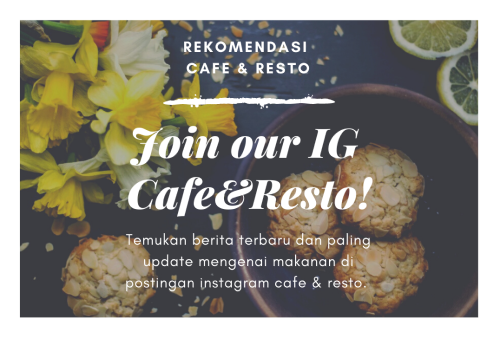 REKOMENDASI
CAFE & RESTO
Join our IG
Cafe&Resto!
Temukan berita terbaru dan paling
update mengenai makanan di
postingan instagram cafe & resto.